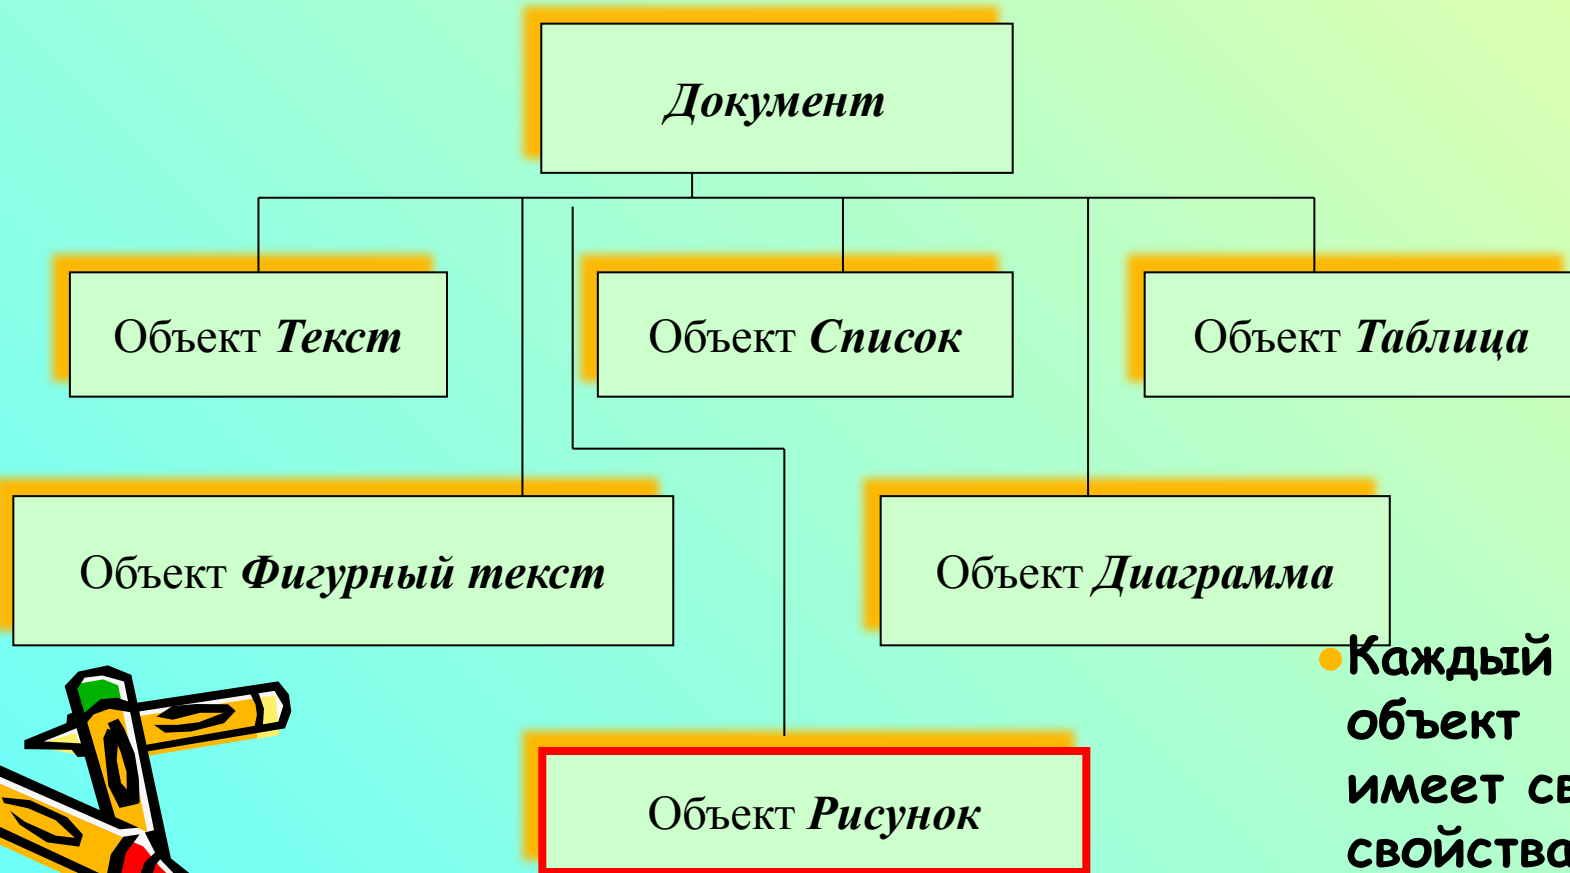 Документ
Объект Текст
Объект Список
Объект Таблица
Объект Фигурный текст
Объект Диаграмма
Каждый
объект
имеет
свойства
Объект Рисунок